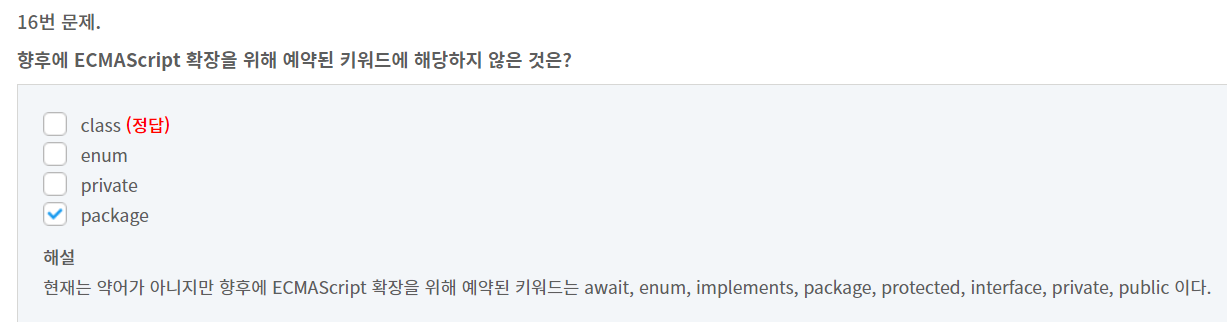 16번 문제.
향후에 ECMAScript 확장을 위해 예약된 키워드에 해당하지 않은 것은?
class (정답)
enum
private
package
해설
현재는 약어가 아니지만 향후에 ECMAScript 확장을 위해 예약된 키워드는 await, enum, implements, package, protected, interface, private, public 이다.